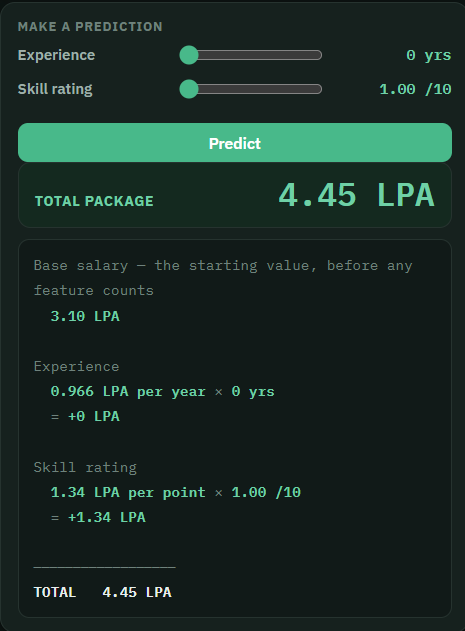 MAKE A PREDICTION
Experience 0 yrs
Skill rating 1.00 /10
Predict
TOTAL PACKAGE 4.45 LPA
Base salary — the starting value, before any
feature counts
3.10 LPA
Experience
0.966 LPA per year × 0 yrs
= +0 LPA
Skill rating
1.34 LPA per point × 1.00 /10
= +1.34 LPA
TOTAL 4.45 LPA